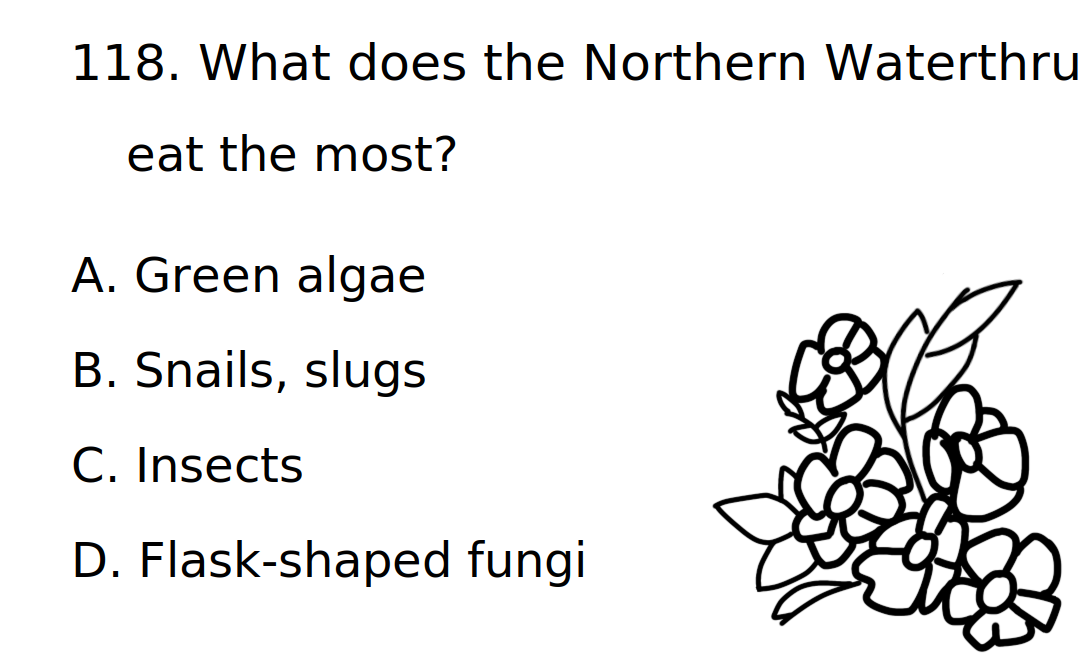 118. What does the Northern Waterthru
eat the most?
A. Green algae
B. Snails, slugs
C. Insects
D. Flask-shaped fungi